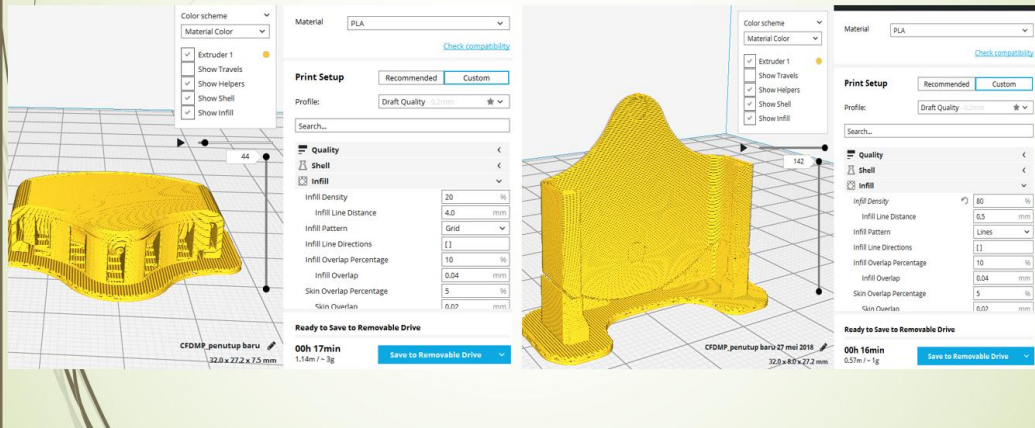 Color scheme
Material Color
Extruder 1
Show Travels
Show Helpers
Show Shell
Show Infill
44
CFDMP_penutup baru
32.0 x 27.2 x 7.5 mm
Material PLA
Check compatibility
Print Setup Recommended Custom
Profile: Draft Quality - 0.2mm
Search...
Quality
Shell
Infill
Infill Density 20 %
Infill Line Distance 4.0 mm
Infill Pattern Grid
Infill Line Directions []
Infill Overlap Percentage 10 %
Infill Overlap 0.04 mm
Skin Overlap Percentage 5 %
Skin Overlap 0.02 mm
Ready to Save to Removable Drive
00h 17min
1.14m / ~ 3g
Save to Removable Drive
Color scheme
Material Color
Extruder 1
Show Travels
Show Helpers
Show Shell
Show Infill
142
CFDMP_penutup baru 27 mei 2018
32.0 x 8.0 x 27.2 mm
Material PLA
Check compatibility
Print Setup Recommended Custom
Profile: Draft Quality - 0.2mm
Search...
Quality
Shell
Infill
Infill Density 80 %
Infill Line Distance 0.5 mm
Infill Pattern Lines
Infill Line Directions []
Infill Overlap Percentage 10 %
Infill Overlap 0.04 mm
Skin Overlap Percentage 5 %
Skin Overlap 0.02 mm
Ready to Save to Removable Drive
00h 16min
0.57m / ~ 1g
Save to Removable Drive